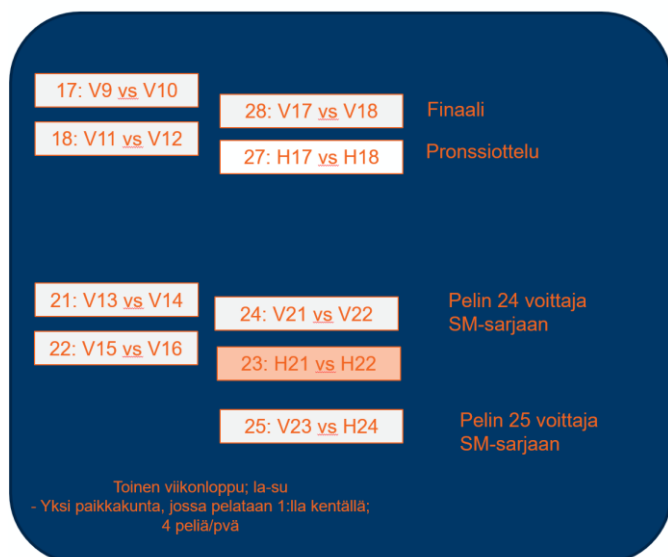 17: V9 vs V10
18: V11 vs V12
28: V17 vs V18
Finaali
27: H17 vs H18
Pronssiottelu
21: V13 vs V14
22: V15 vs V16
24: V21 vs V22
Pelin 24 voittaja
SM-sarjaan
23: H21 vs H22
25: V23 vs H24
Pelin 25 voittaja
SM-sarjaan
Toinen viikonloppu; la-su
- Yksi paikkakunta, jossa pelataan 1:lla kentällä;
4 peliä/pvä